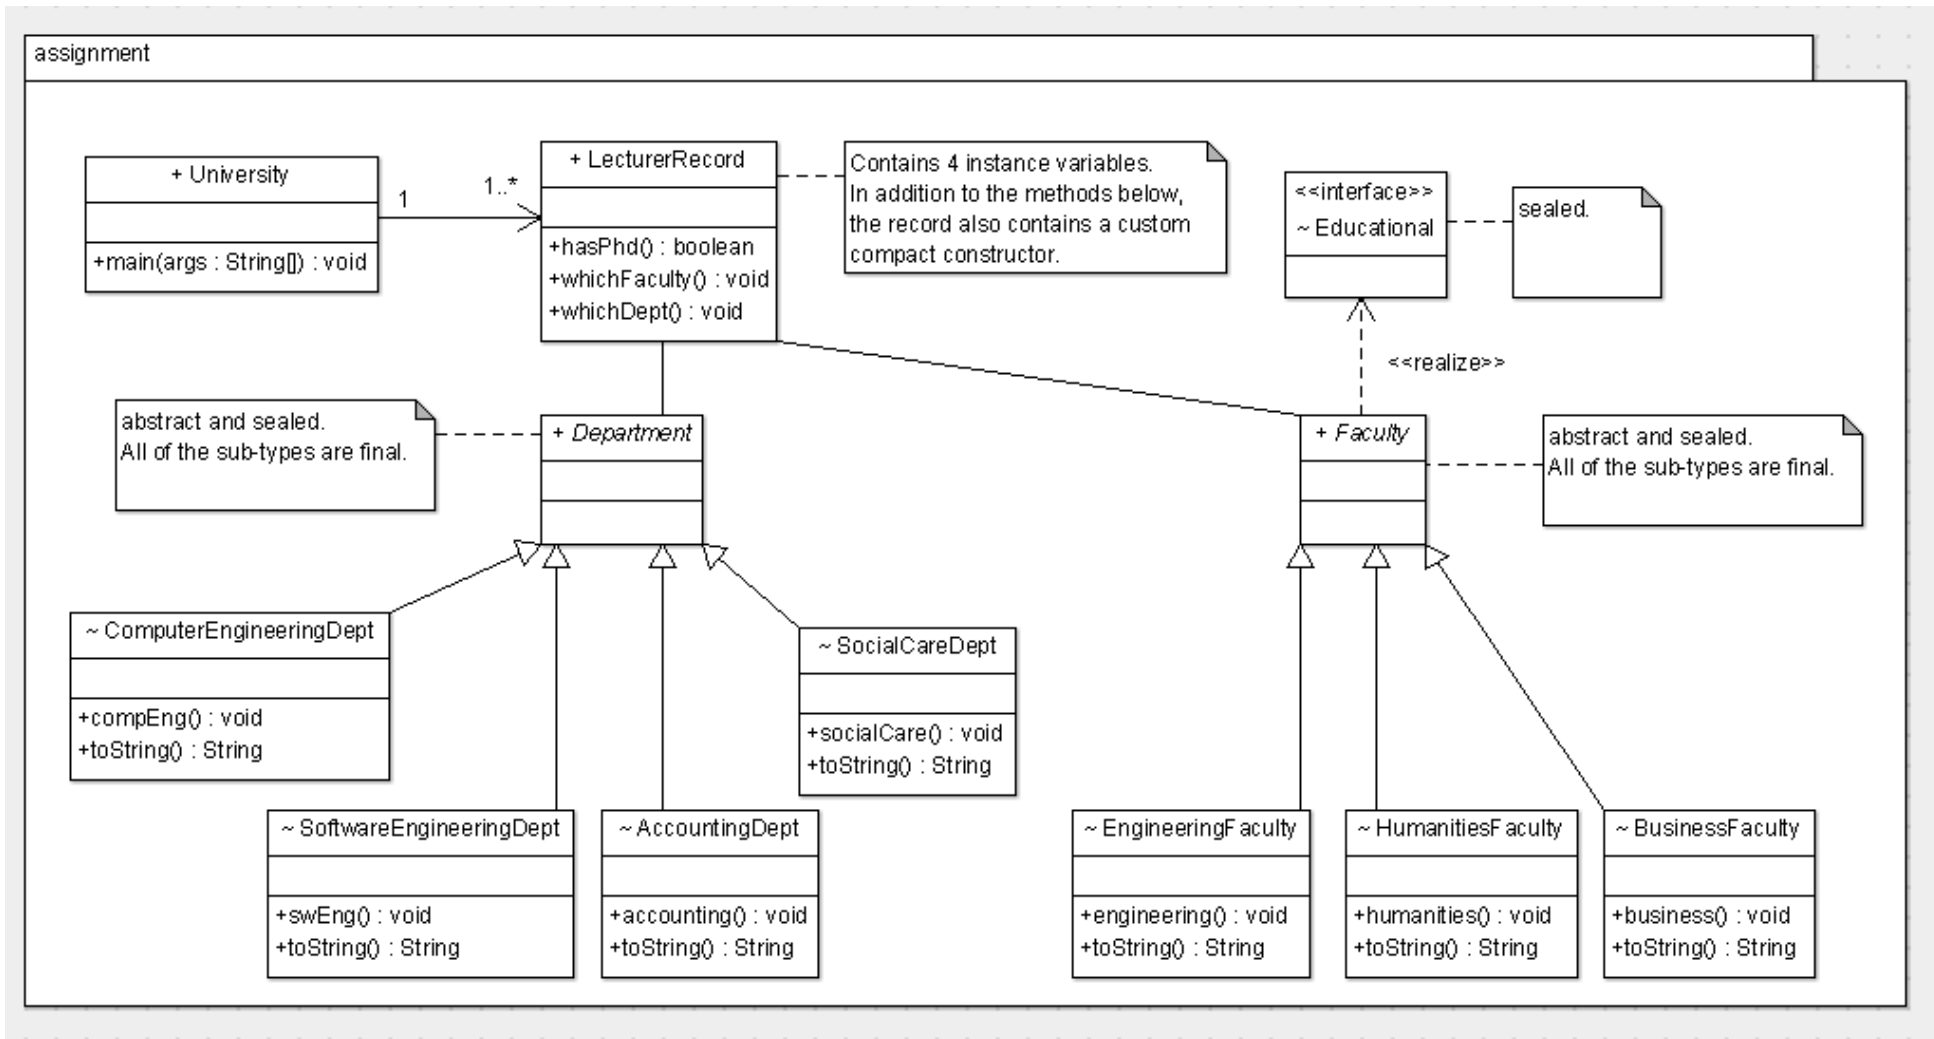 assignment
+ University
+main(args : String[]) : void
1
1..*
+ LecturerRecord
+hasPhd() : boolean
+whichFaculty() : void
+whichDept() : void
Contains 4 instance variables.
In addition to the methods below,
the record also contains a custom
compact constructor.
<<interface>>
~ Educational
sealed.
<<realize>>
abstract and sealed.
All of the sub-types are final.
+ Department
+ Faculty
abstract and sealed.
All of the sub-types are final.
~ ComputerEngineeringDept
+compEng() : void
+toString() : String
~ SocialCareDept
+socialCare() : void
+toString() : String
~ SoftwareEngineeringDept
+swEng() : void
+toString() : String
~ AccountingDept
+accounting() : void
+toString() : String
~ EngineeringFaculty
+engineering() : void
+toString() : String
~ HumanitiesFaculty
+humanities() : void
+toString() : String
~ BusinessFaculty
+business() : void
+toString() : String